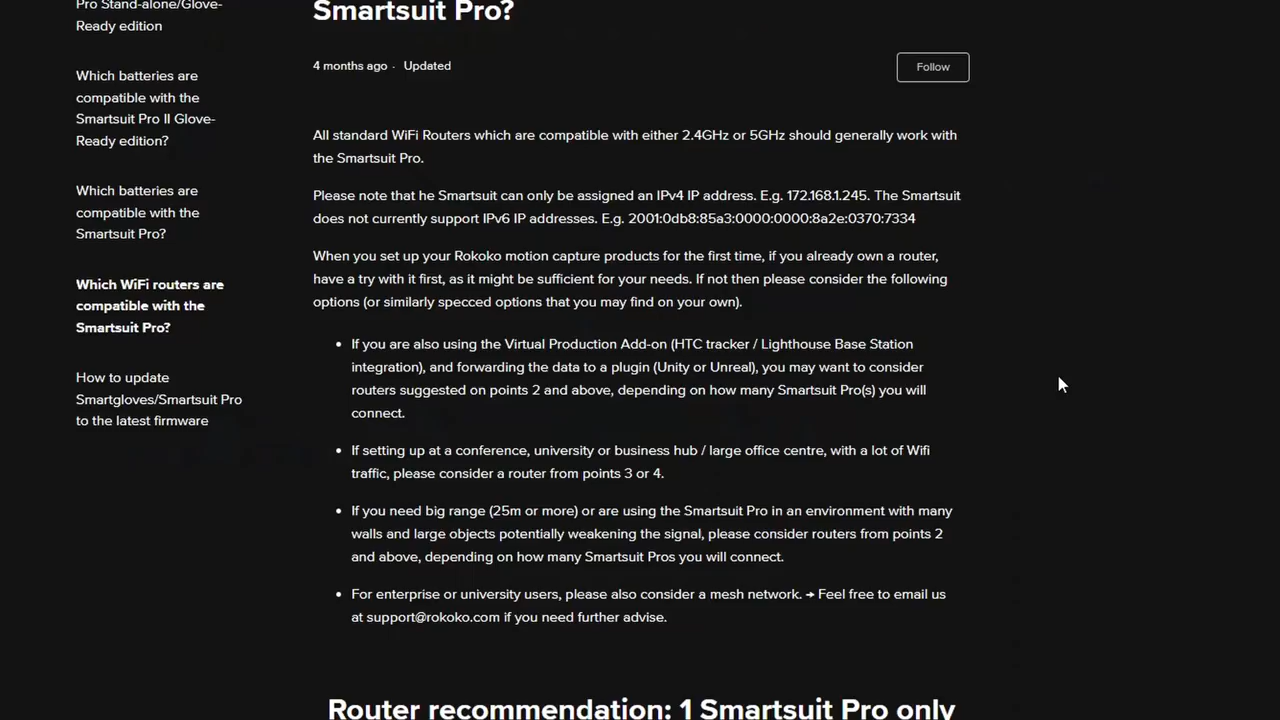 Pro Stand-alone/Glove-
Ready edition
Which batteries are
compatible with the
Smartsuit Pro II Glove-
Ready edition?
Which batteries are
compatible with the
Smartsuit Pro?
Which WiFi routers are
compatible with the
Smartsuit Pro?
How to update
Smartgloves/Smartsuit Pro
to the latest firmware
Smartsuit Pro?
4 months ago · Updated
Follow
All standard WiFi Routers which are compatible with either 2.4GHz or 5GHz should generally work with
the Smartsuit Pro.
Please note that he Smartsuit can only be assigned an IPv4 IP address. E.g. 172.168.1.245. The Smartsuit
does not currently support IPv6 IP addresses. E.g. 2001:0db8:85a3:0000:0000:8a2e:0370:7334
When you set up your Rokoko motion capture products for the first time, if you already own a router,
have a try with it first, as it might be sufficient for your needs. If not then please consider the following
options (or similarly specced options that you may find on your own).
• If you are also using the Virtual Production Add-on (HTC tracker / Lighthouse Base Station
integration), and forwarding the data to a plugin (Unity or Unreal), you may want to consider
routers suggested on points 2 and above, depending on how many Smartsuit Pro(s) you will
connect.
• If setting up at a conference, university or business hub / large office centre, with a lot of Wifi
traffic, please consider a router from points 3 or 4.
• If you need big range (25m or more) or are using the Smartsuit Pro in an environment with many
walls and large objects potentially weakening the signal, please consider routers from points 2
and above, depending on how many Smartsuit Pros you will connect.
• For enterprise or university users, please also consider a mesh network. → Feel free to email us
at support@rokoko.com if you need further advise.
Router recommendation: 1 Smartsuit Pro only